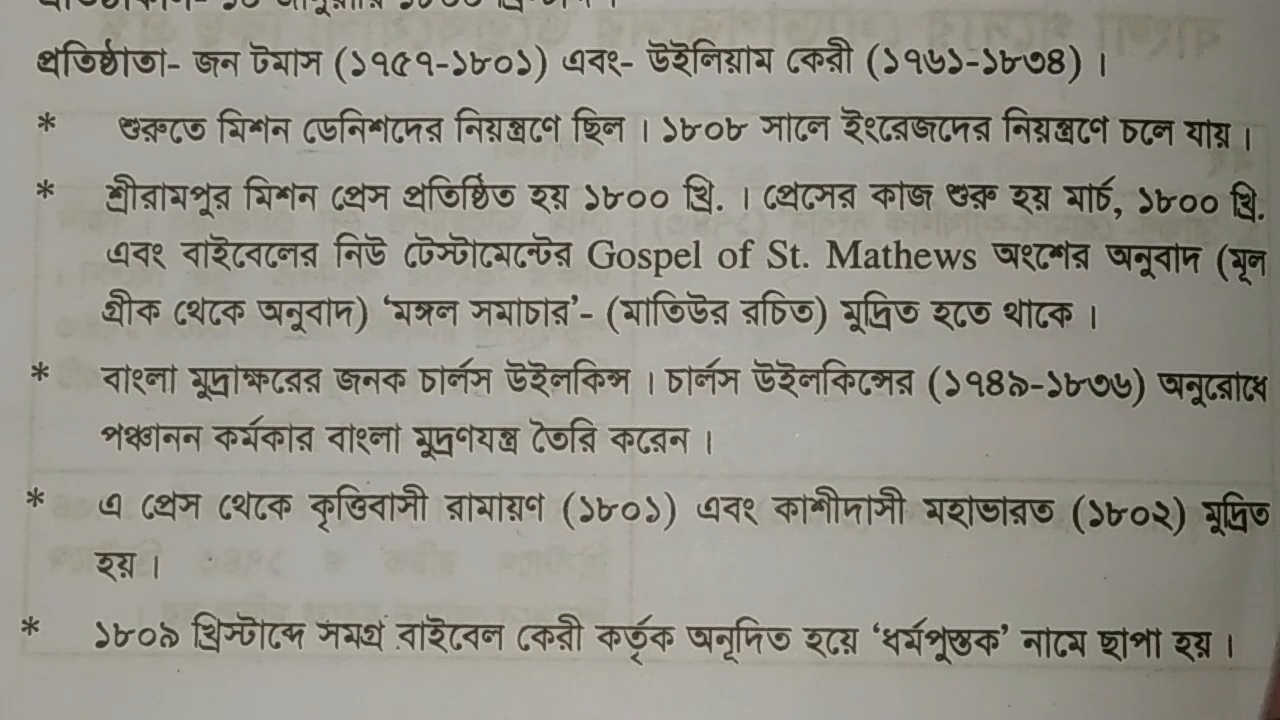 প্রতিষ্ঠাতা- জন টমাস (১৭৫৭-১৮০১) এবং- উইলিয়াম কেরী (১৭৬১-১৮৩৪) ।
* শুরুতে মিশন ডেনিশদের নিয়ন্ত্রণে ছিল । ১৮০৮ সালে ইংরেজদের নিয়ন্ত্রণে চলে যায় ।
* শ্রীরামপুর মিশন প্রেস প্রতিষ্ঠিত হয় ১৮০০ খ্রি. । প্রেসের কাজ শুরু হয় মার্চ, ১৮০০ খ্রি.
এবং বাইবেলের নিউ টেস্টামেন্টের Gospel of St. Mathews অংশের অনুবাদ (মূল
গ্রীক থেকে অনুবাদ) ‘মঙ্গল সমাচার’- (মাতিউর রচিত) মুদ্রিত হতে থাকে ।
* বাংলা মুদ্রাক্ষরের জনক চার্লস উইলকিন্স । চার্লস উইলকিন্সের (১৭৪৯-১৮৩৬) অনুরোধে
পঞ্চানন কর্মকার বাংলা মুদ্রণযন্ত্র তৈরি করেন ।
* এ প্রেস থেকে কৃত্তিবাসী রামায়ণ (১৮০১) এবং কাশীদাসী মহাভারত (১৮০২) মুদ্রিত
হয় ।
* ১৮০৯ খ্রিস্টাব্দে সমগ্র বাইবেল কেরী কর্তৃক অনূদিত হয়ে ‘ধর্মপুস্তক’ নামে ছাপা হয় ।